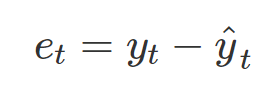 e_t = y_t − ŷ_t